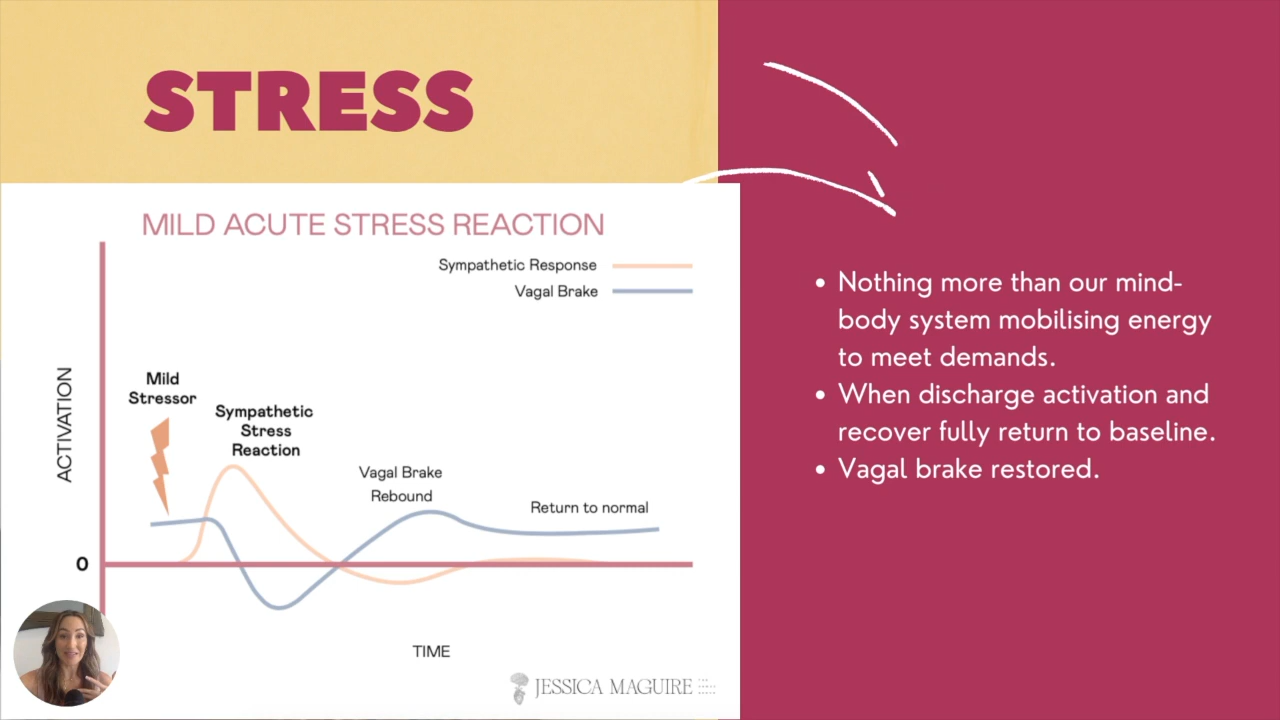 STRESS
MILD ACUTE STRESS REACTION
Sympathetic Response
Vagal Brake
ACTIVATION
Mild
Stressor
Sympathetic
Stress
Reaction
Vagal Brake
Rebound
Return to normal
0
TIME
JESSICA MAGUIRE
• Nothing more than our mind-
body system mobilising energy
to meet demands.
• When discharge activation and
recover fully return to baseline.
• Vagal brake restored.